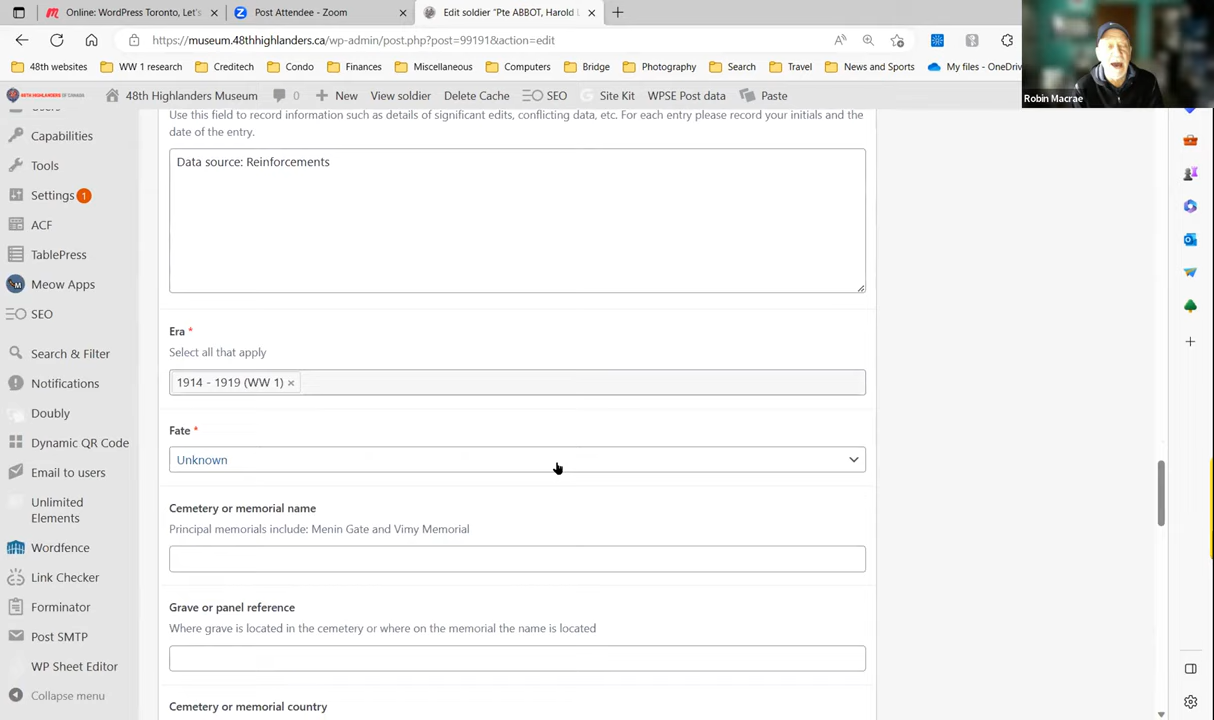 Online: WordPress Toronto, Let's
Post Attendee - Zoom
Edit soldier "Pte ABBOT, Harold L
https://museum.48thhighlanders.ca/wp-admin/post.php?post=99191&action=edit
48th websites
WW 1 research
Creditech
Condo
Finances
Miscellaneous
Computers
Bridge
Photography
Search
Travel
News and Sports
My files - OneDriv
Robin Macrae
48th Highlanders Museum
0
New
View soldier
Delete Cache
SEO
Site Kit
WPSE Post data
Paste
Users
Capabilities
Tools
Settings 1
ACF
TablePress
Meow Apps
SEO
Search & Filter
Notifications
Doubly
Dynamic QR Code
Email to users
Unlimited
Elements
Wordfence
Link Checker
Forminator
Post SMTP
WP Sheet Editor
Collapse menu
Use this field to record information such as details of significant edits, conflicting data, etc. For each entry please record your initials and the
date of the entry.
Data source: Reinforcements
Era *
Select all that apply
1914 - 1919 (WW 1) ×
Fate *
Unknown
Cemetery or memorial name
Principal memorials include: Menin Gate and Vimy Memorial
Grave or panel reference
Where grave is located in the cemetery or where on the memorial the name is located
Cemetery or memorial country